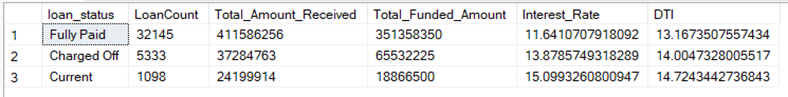 loan_status LoanCount Total_Amount_Received Total_Funded_Amount Interest_Rate DTI
1 Fully Paid 32145 411586256 351358350 11.6410707918092 13.1673507557434
2 Charged Off 5333 37284763 65532225 13.8785749318289 14.0047328005517
3 Current 1098 24199914 18866500 15.0993260800947 14.7243442736843